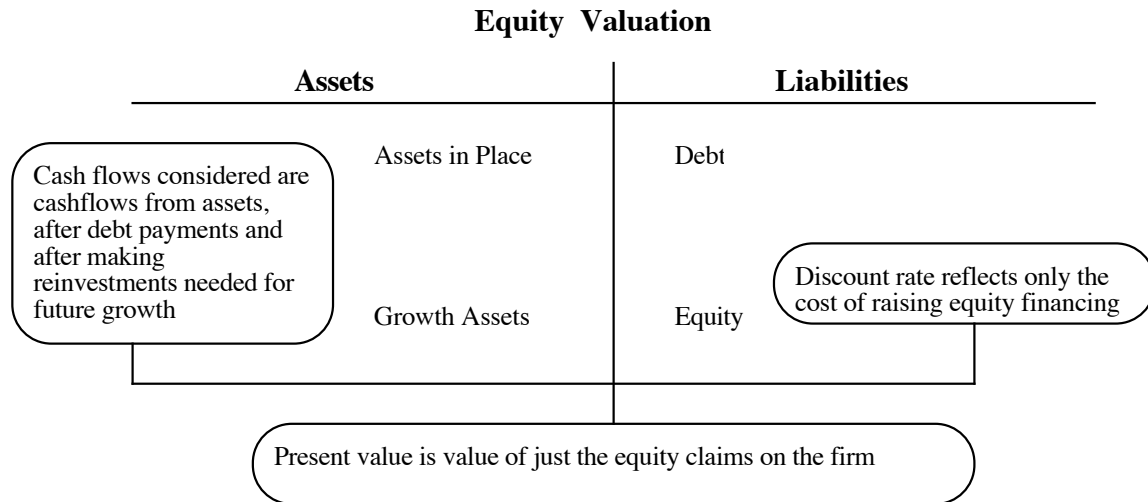 Equity Valuation
Assets
Liabilities
Assets in Place
Debt
Cash flows considered are
cashflows from assets,
after debt payments and
after making
reinvestments needed for
future growth
Growth Assets
Equity
Discount rate reflects only the
cost of raising equity financing
Present value is value of just the equity claims on the firm